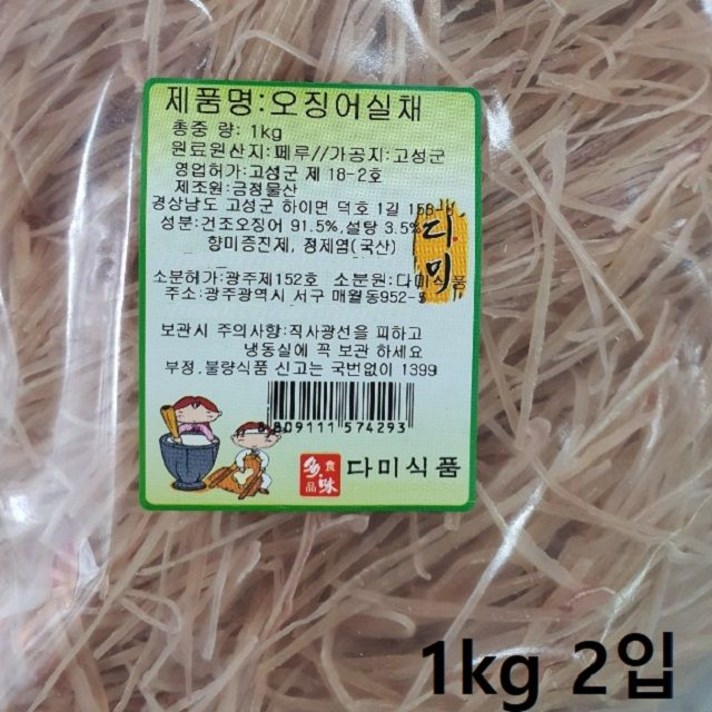 제품명:오징어실채
총중 량: 1kg
원료원산지:페루//가공지:고성군
영업허가:고성군 제 18-2호
제조원:금정물산
경상남도 고성군 하이면 덕호 1길
성분:건조오징어 91.5%,설탕 3.5%
향미증진제, 정제염(국산)
다.미
소분허가:광주제152호 소분원:다미식품
주소:광주광역시 서구 매월동952-
보관시 주의사항:직사광선을 피하고
냉동실에 꼭 보관 하세요
부정,불량식품 신고는 국번없이 1399
8 809111 574293
多味食品 다미식품
1kg 2입